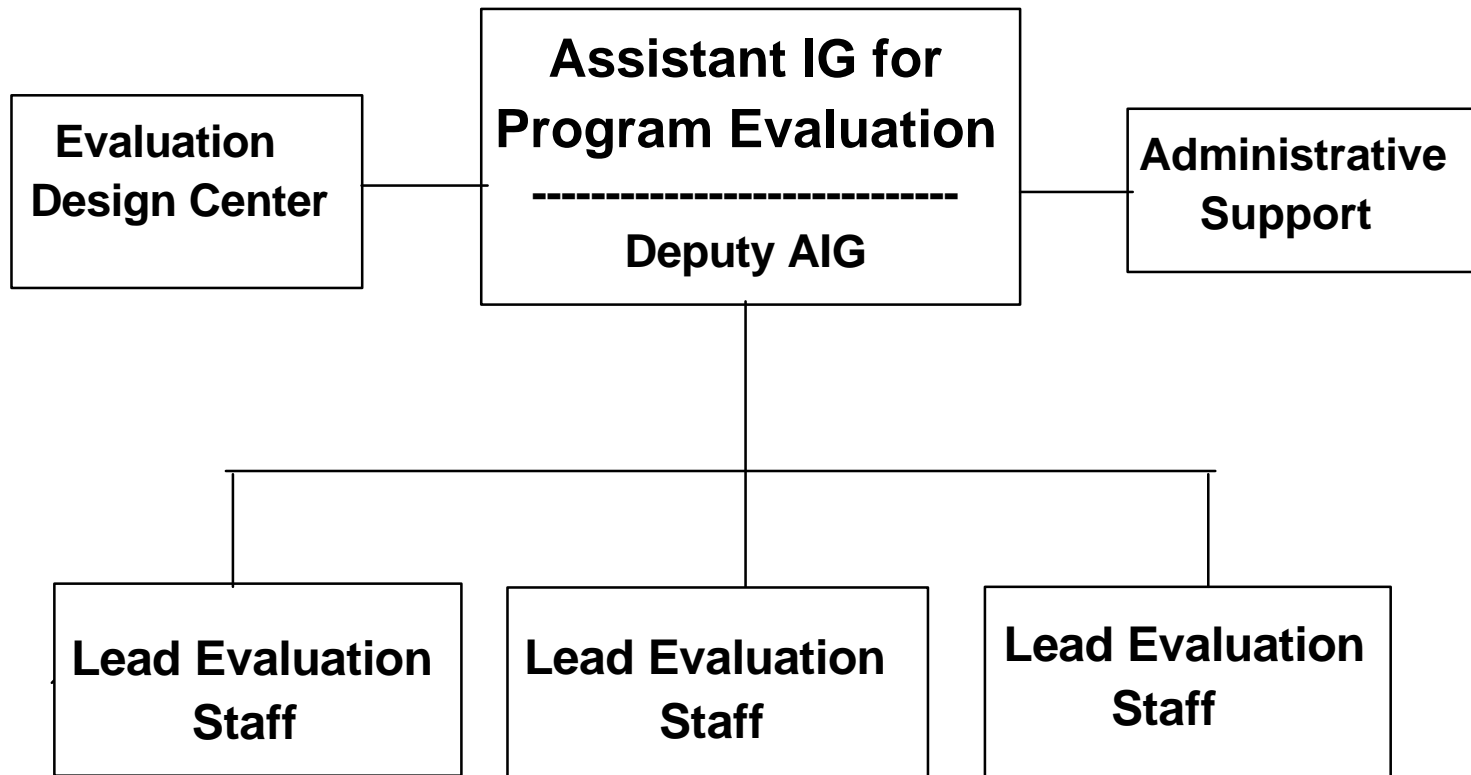 Assistant IG for
Program Evaluation
-----------------------------
Deputy AIG
Evaluation
Design Center
Administrative
Support
Lead Evaluation
Staff
Lead Evaluation
Staff
Lead Evaluation
Staff